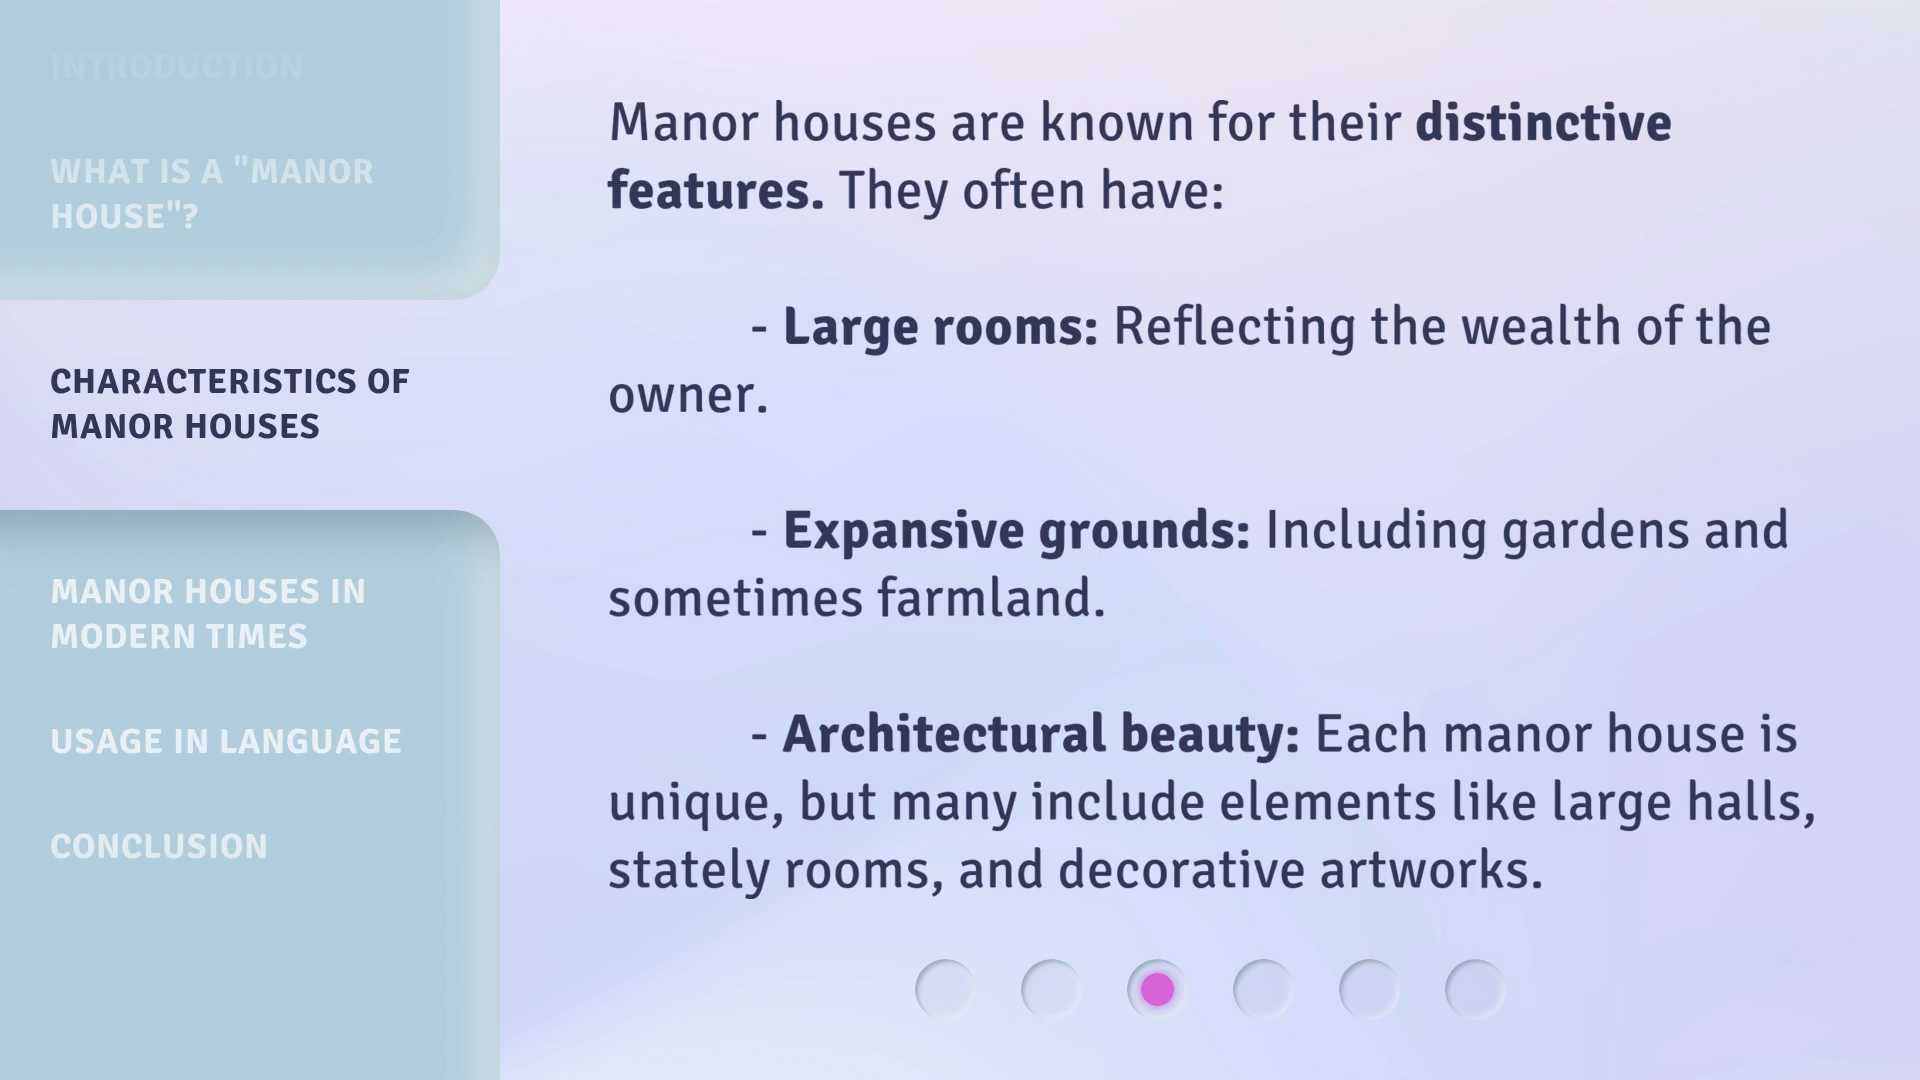 INTRODUCTION
WHAT IS A "MANOR
HOUSE"?
CHARACTERISTICS OF
MANOR HOUSES
MANOR HOUSES IN
MODERN TIMES
USAGE IN LANGUAGE
CONCLUSION
Manor houses are known for their distinctive
features. They often have:
- Large rooms: Reflecting the wealth of the
owner.
- Expansive grounds: Including gardens and
sometimes farmland.
- Architectural beauty: Each manor house is
unique, but many include elements like large halls,
stately rooms, and decorative artworks.